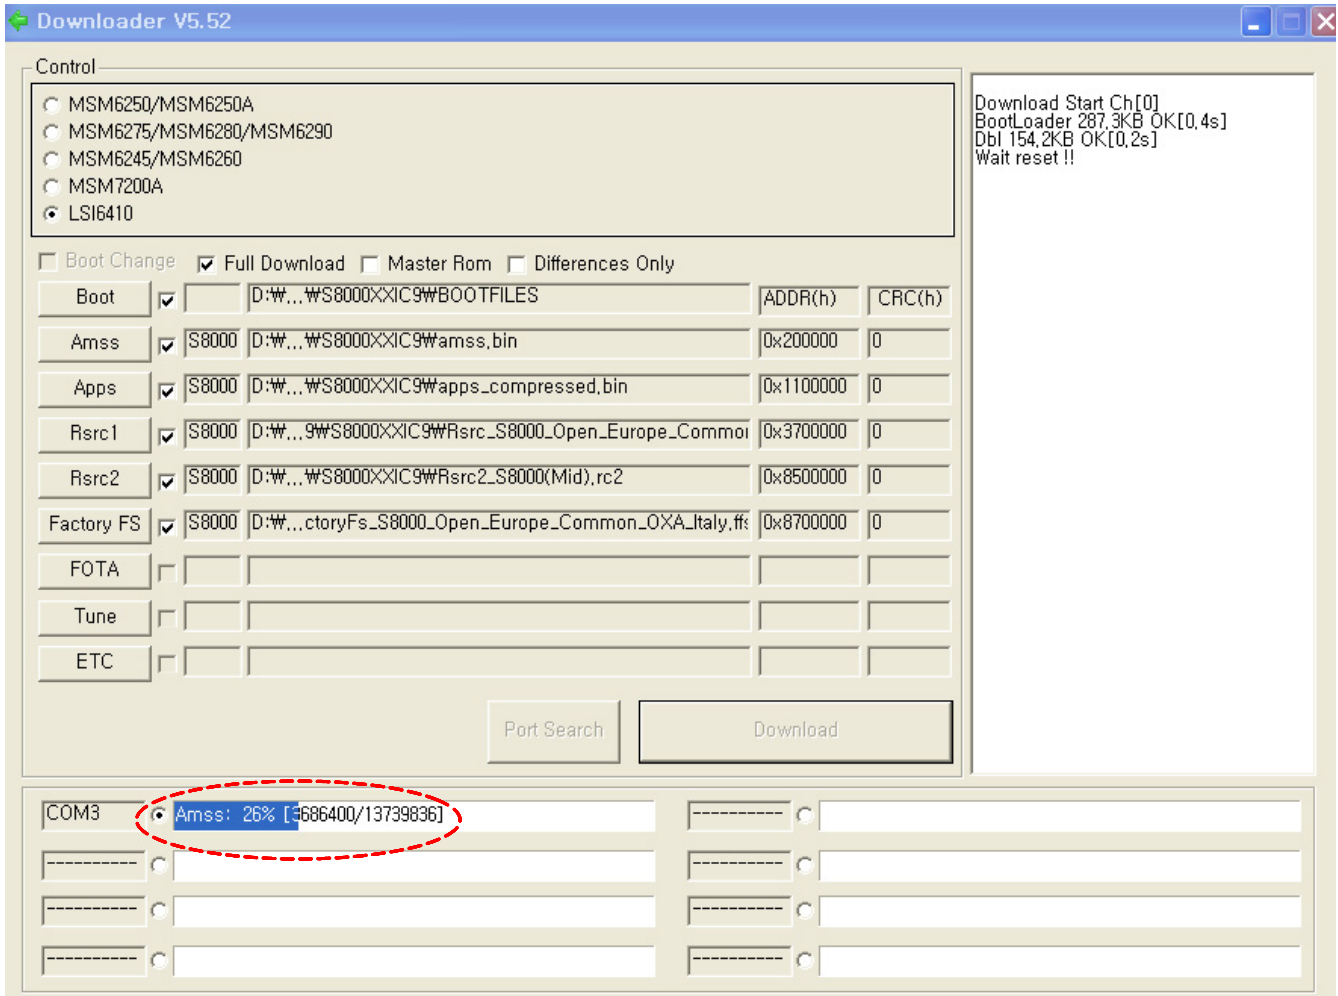 Downloader V5.52
Control
MSM6250/MSM6250A
MSM6275/MSM6280/MSM6290
MSM6245/MSM6260
MSM7200A
LSI6410
Boot Change Full Download Master Rom Differences Only
Boot D:₩...₩S8000XXIC9₩BOOTFILES ADDR(h) CRC(h)
Amss S8000 D:₩...₩S8000XXIC9₩amss.bin 0x200000 0
Apps S8000 D:₩...₩S8000XXIC9₩apps_compressed.bin 0x1100000 0
Rsrc1 S8000 D:₩...9₩S8000XXIC9₩Rsrc_S8000_Open_Europe_Commo 0x3700000 0
Rsrc2 S8000 D:₩...₩S8000XXIC9₩Rsrc2_S8000(Mid).rc2 0x8500000 0
Factory FS S8000 D:₩...ctoryFs_S8000_Open_Europe_Common_OXA_Italy.ffs 0x8700000 0
FOTA
Tune
ETC
Port Search Download
Download Start Ch[0]
BootLoader 287.3KB OK[0.4s]
Dbl 154.2KB OK[0.2s]
Wait reset !!
COM3 Amss: 26% [3686400/13739836] ----------
---------- ----------
---------- ----------
---------- ----------